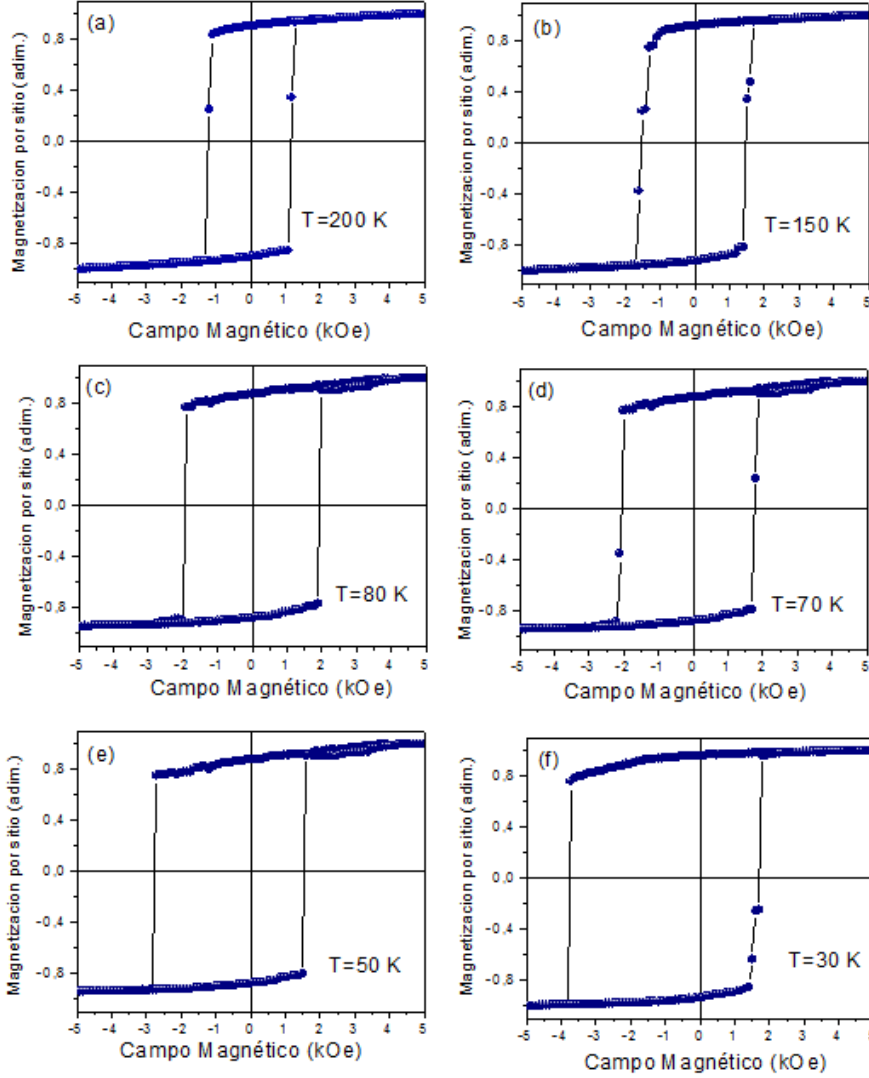 (a)
Magnetizacion por sitio (adim.)
0,8
0,4
0,0
-0,4
-0,8
T=200 K
-5 -4 -3 -2 -1 0 1 2 3 4 5
Campo Magnético (kOe)
(b)
Magnetizacion por sitio (adim.)
0,8
0,4
0,0
-0,4
-0,8
T=150 K
-5 -4 -3 -2 -1 0 1 2 3 4 5
Campo Magnético (kOe)
(c)
Magnetizacion por sitio (adim.)
0,8
0,4
0,0
-0,4
-0,8
T=80 K
-5 -4 -3 -2 -1 0 1 2 3 4 5
Campo Magnético (kOe)
(d)
Magnetizacion por sitio (adim.)
0,8
0,4
0,0
-0,4
-0,8
T=70 K
-5 -4 -3 -2 -1 0 1 2 3 4 5
Campo Magnético (kOe)
(e)
Magnetizacion por sitio (adim.)
0,8
0,4
0,0
-0,4
-0,8
T=50 K
-5 -4 -3 -2 -1 0 1 2 3 4 5
Campo Magnético (kOe)
(f)
Magnetizacion por sitio (adim.)
0,8
0,4
0,0
-0,4
-0,8
T=30 K
-5 -4 -3 -2 -1 0 1 2 3 4 5
Campo Magnético (kOe)